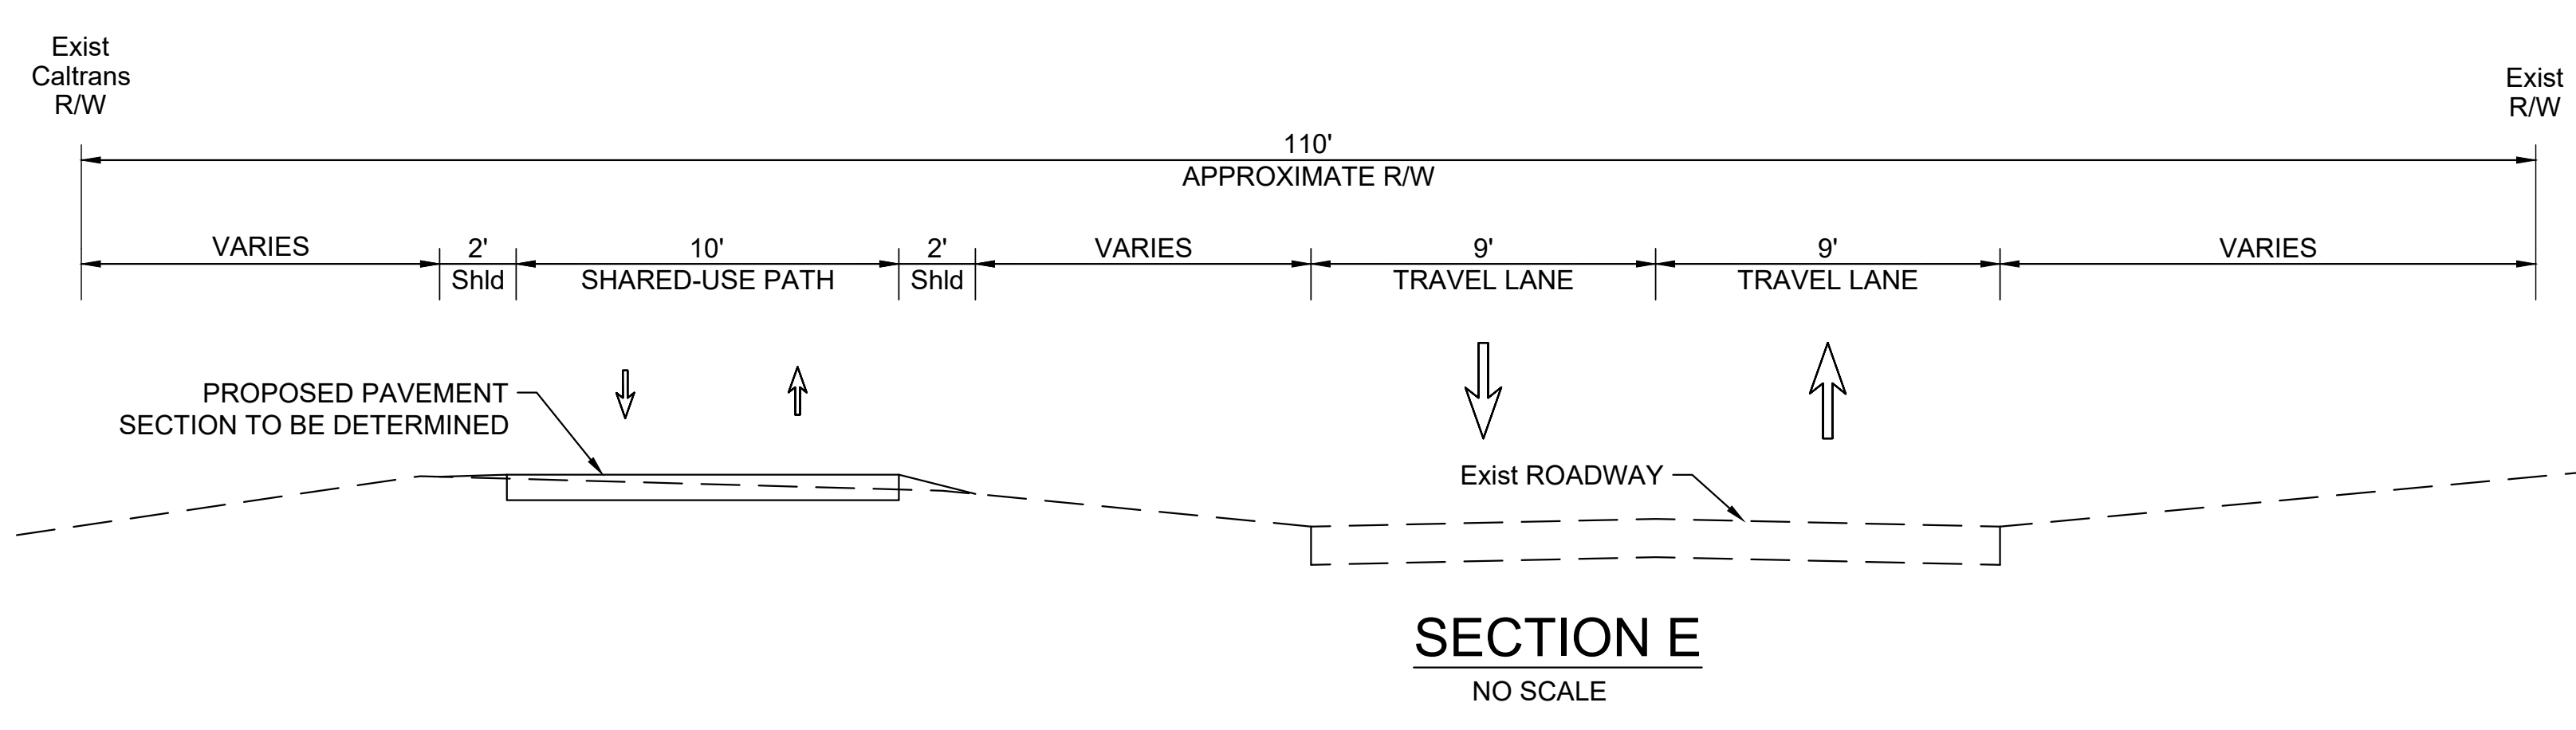 Exist
Caltrans
R/W
Exist
R/W
110'
APPROXIMATE R/W
VARIES
2'
Shld
10'
SHARED-USE PATH
2'
Shld
VARIES
9'
TRAVEL LANE
9'
TRAVEL LANE
VARIES
PROPOSED PAVEMENT
SECTION TO BE DETERMINED
Exist ROADWAY
SECTION E
NO SCALE